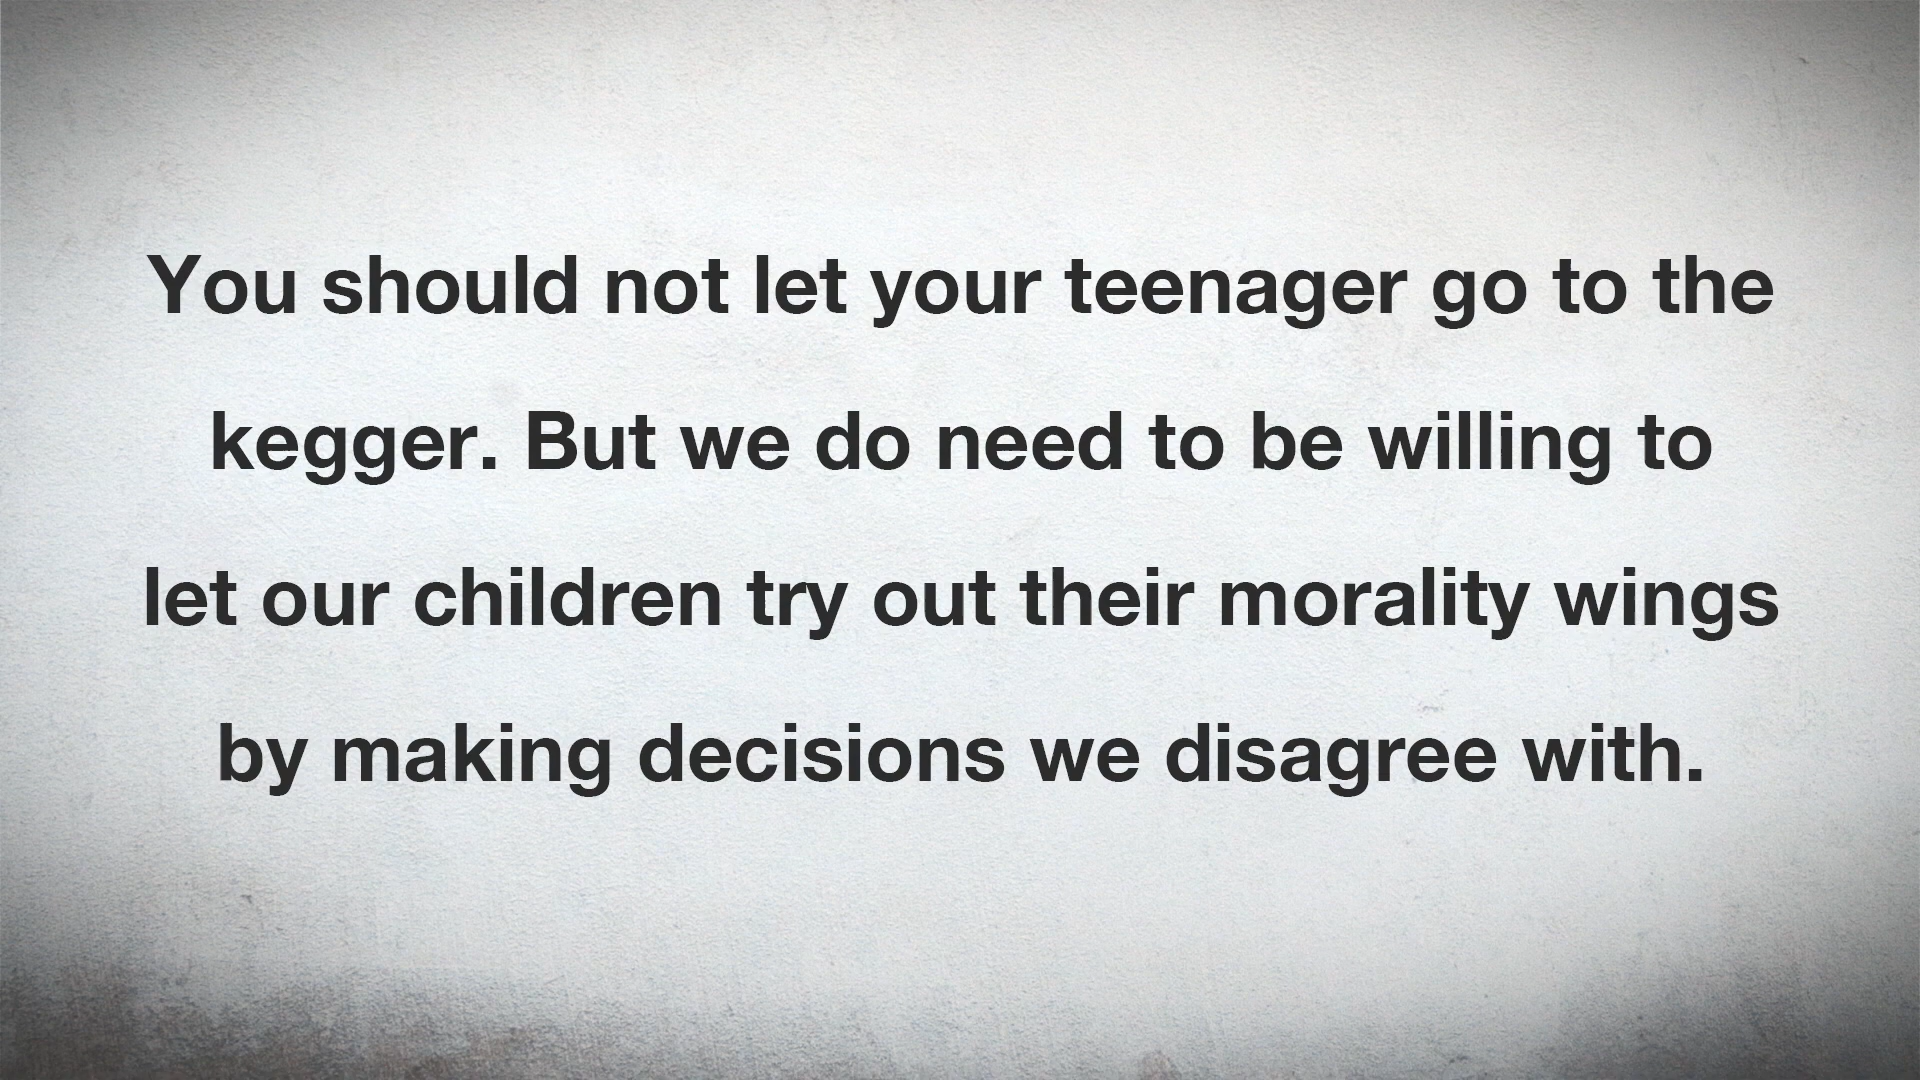 You should not let your teenager go to the
kegger. But we do need to be willing to
let our children try out their morality wings
by making decisions we disagree with.